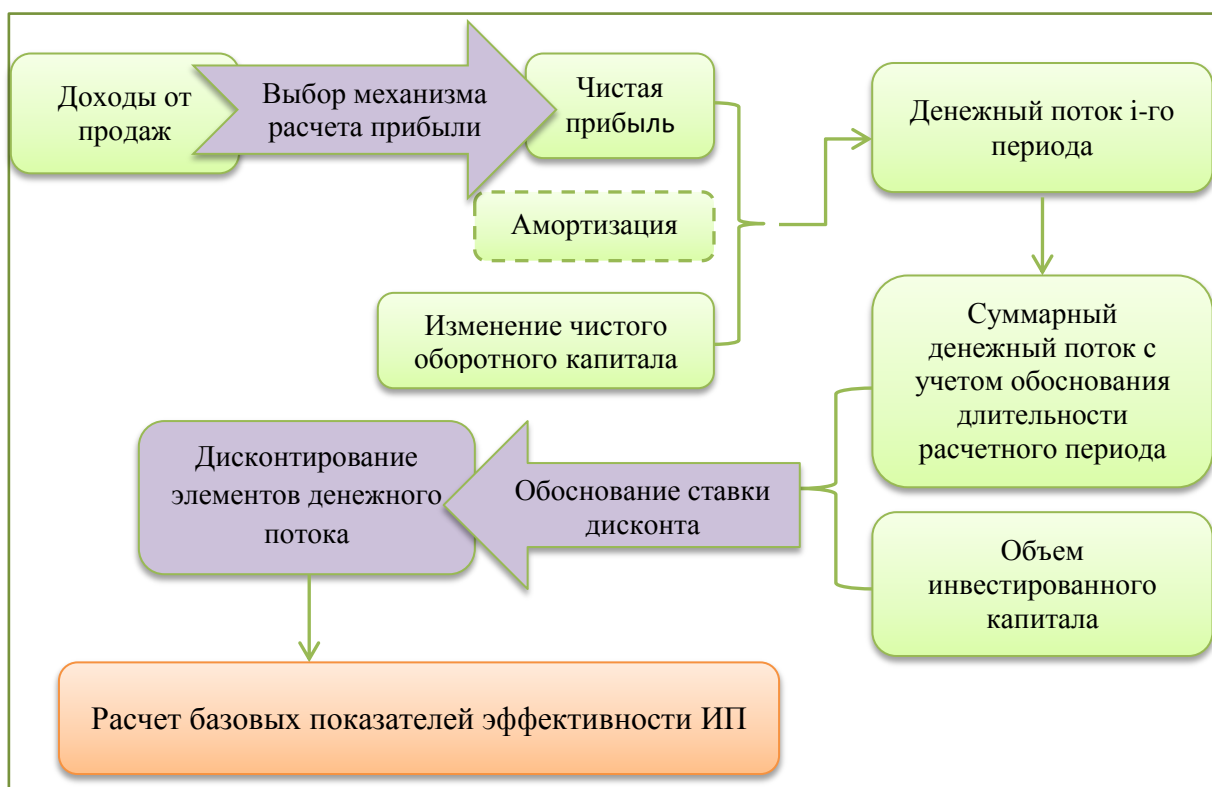 Доходы от
продаж
Выбор механизма
расчета прибыли
Чистая
прибыль
Амортизация
Изменение чистого
оборотного капитала
Денежный поток i-го
периода
Суммарный
денежный поток с
учетом обоснования
длительности
расчетного периода
Объем
инвестированного
капитала
Обоснование ставки
дисконта
Дисконтирование
элементов денежного
потока
Расчет базовых показателей эффективности ИП